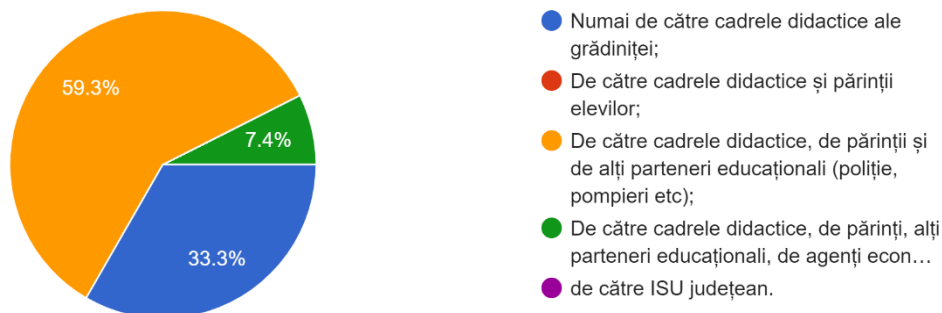 59.3%
7.4%
33.3%
Numai de către cadrele didactice ale
grădiniței;
De către cadrele didactice și părinții
elevilor;
De către cadrele didactice, de părinții și
de alți parteneri educaționali (poliție,
pompieri etc);
De către cadrele didactice, de părinți, alți
parteneri educaționali, de agenți econ…
de către ISU județean.